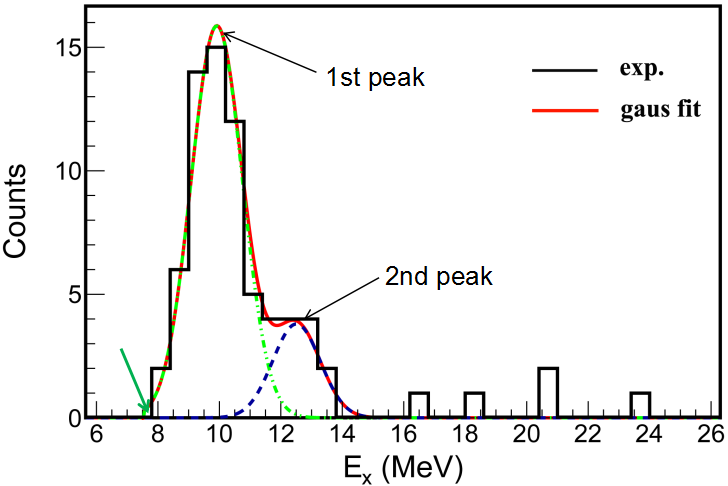 15
10
5
0
Counts
1st peak
2nd peak
exp.
gaus fit
6 8 10 12 14 16 18 20 22 24 26
Ex (MeV)